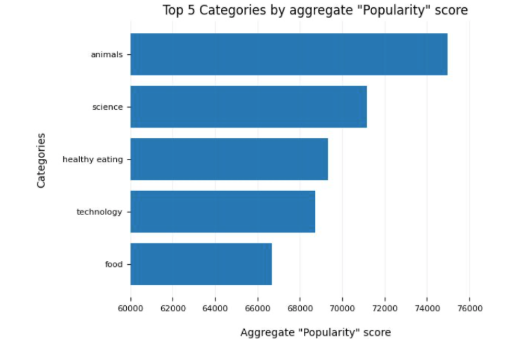 Top 5 Categories by aggregate "Popularity" score
Categories
animals
science
healthy eating
technology
food
60000 62000 64000 66000 68000 70000 72000 74000 76000
Aggregate "Popularity" score